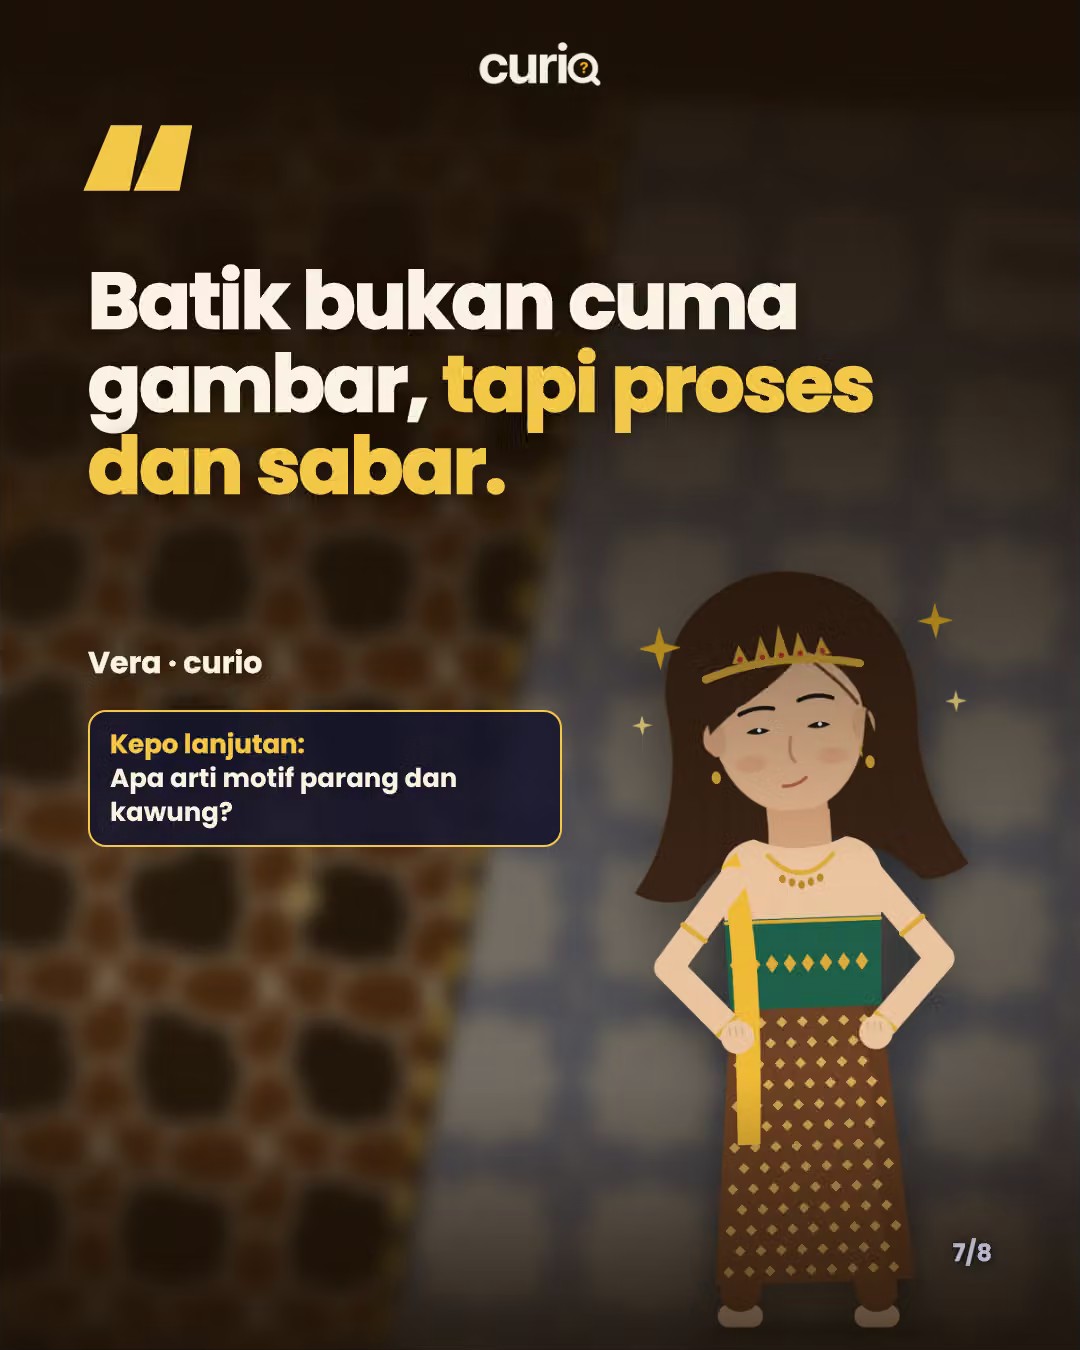 curio
Batik bukan cuma
gambar, tapi proses
dan sabar.
Vera · curio
Kepo lanjutan:
Apa arti motif parang dan
kawung?
7/8